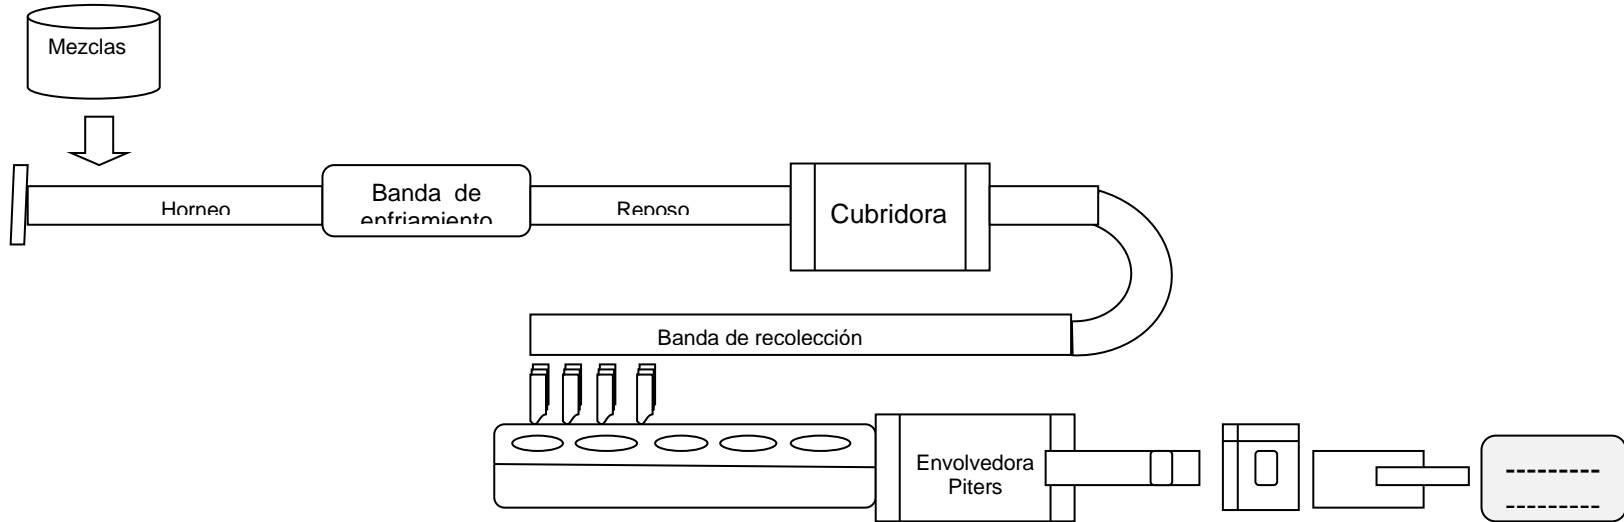 Mezclas
Horneo
Banda de
enfriamiento
Reposo
Cubridora
Banda de recolección
Envolvedora
Piters
---------
---------